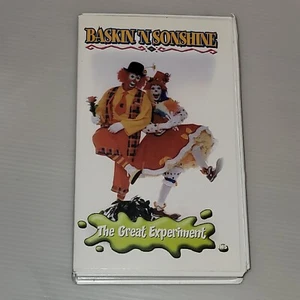 BASKIN 'N SONSHINE
The Great Experiment